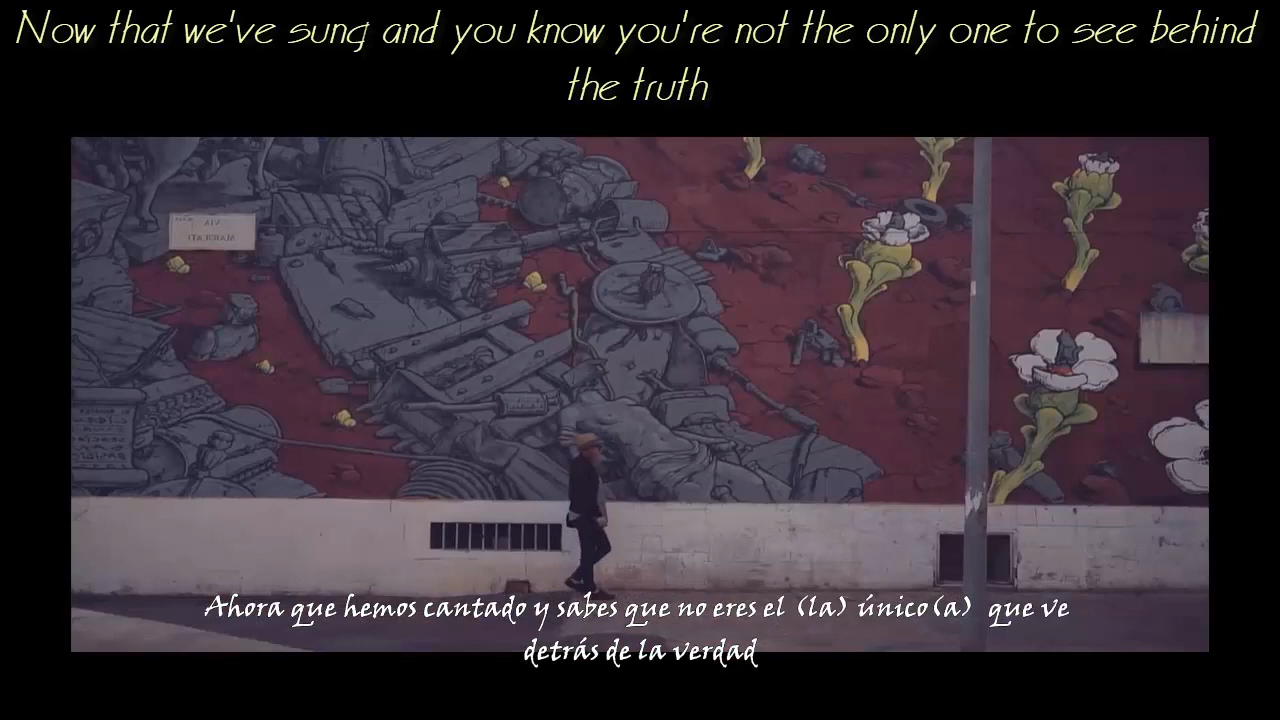 Now that we've sung and you know you're not the only one to see behind
the truth
VIA
Ahora que hemos cantado y sabes que no eres el (la) único(a) que ve
detrás de la verdad